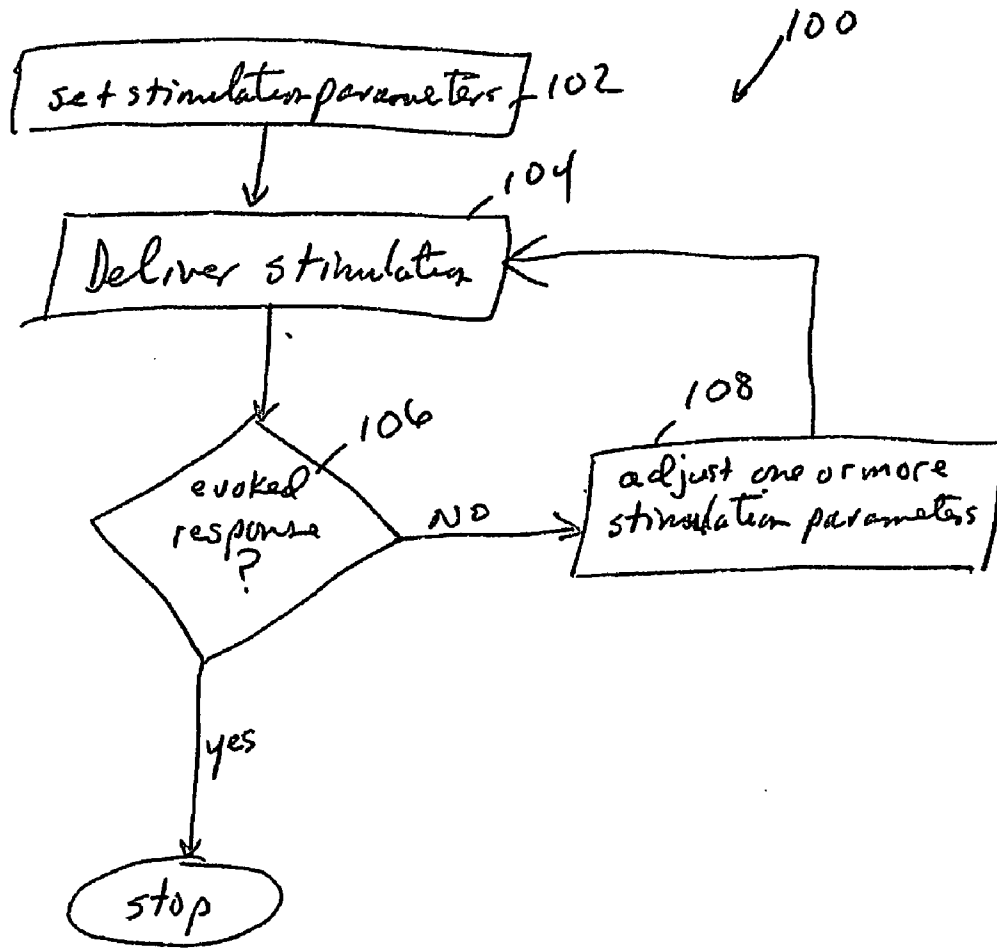 100
set stimulation parameters 102
104
Deliver stimulation
106
evoked
response
?
NO
108
adjust one or more
stimulation parameters
yes
stop